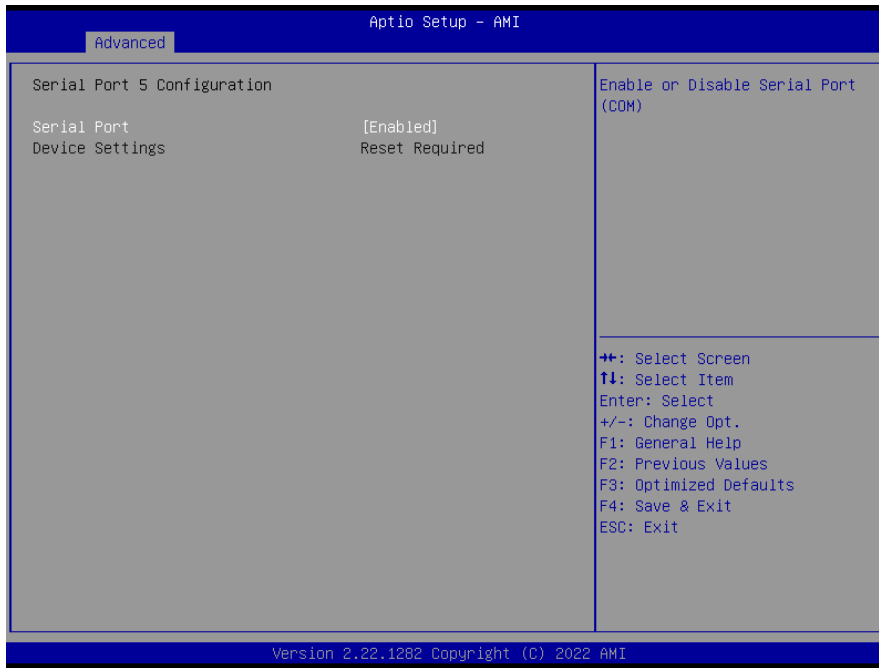 Aptio Setup – AMI
Advanced
Serial Port 5 Configuration
Serial Port [Enabled]
Device Settings Reset Required
Enable or Disable Serial Port
(COM)
→←: Select Screen
↑↓: Select Item
Enter: Select
+/-: Change Opt.
F1: General Help
F2: Previous Values
F3: Optimized Defaults
F4: Save & Exit
ESC: Exit
Version 2.22.1282 Copyright (C) 2022 AMI